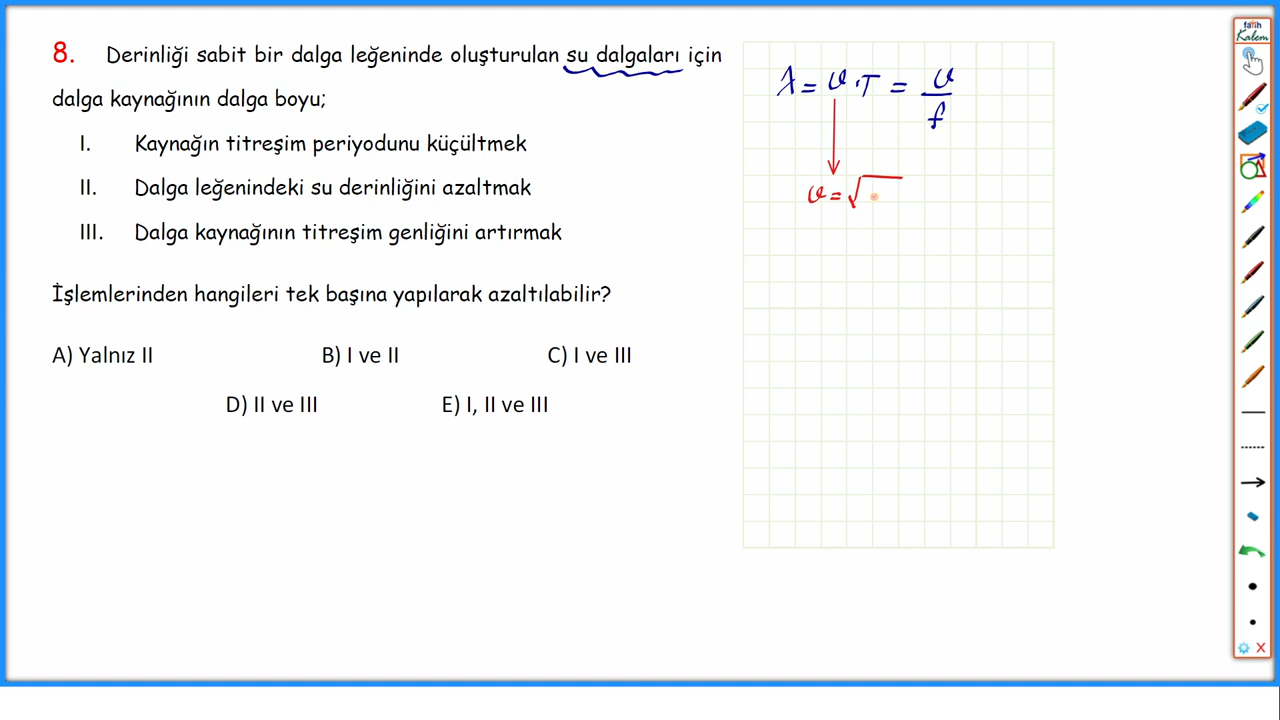 8. Derinliği sabit bir dalga leğeninde oluşturulan su dalgaları için
dalga kaynağının dalga boyu;
I. Kaynağın titreşim periyodunu küçültmek
II. Dalga leğenindeki su derinliğini azaltmak
III. Dalga kaynağının titreşim genliğini artırmak
İşlemlerinden hangileri tek başına yapılarak azaltılabilir?
A) Yalnız II B) I ve II C) I ve III
D) II ve III E) I, II ve III
λ = υ · T = υ / f
υ = √
fatih
Kalem